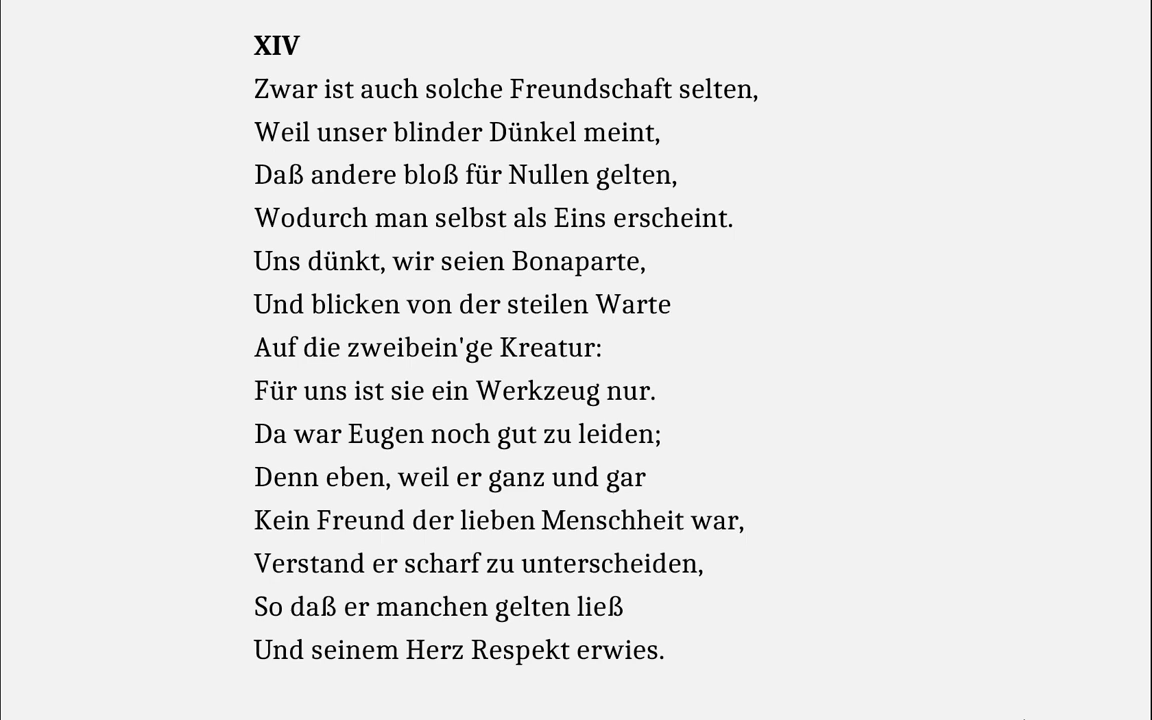 XIV
Zwar ist auch solche Freundschaft selten,
Weil unser blinder Dünkel meint,
Daß andere bloß für Nullen gelten,
Wodurch man selbst als Eins erscheint.
Uns dünkt, wir seien Bonaparte,
Und blicken von der steilen Warte
Auf die zweibein'ge Kreatur:
Für uns ist sie ein Werkzeug nur.
Da war Eugen noch gut zu leiden;
Denn eben, weil er ganz und gar
Kein Freund der lieben Menschheit war,
Verstand er scharf zu unterscheiden,
So daß er manchen gelten ließ
Und seinem Herz Respekt erwies.